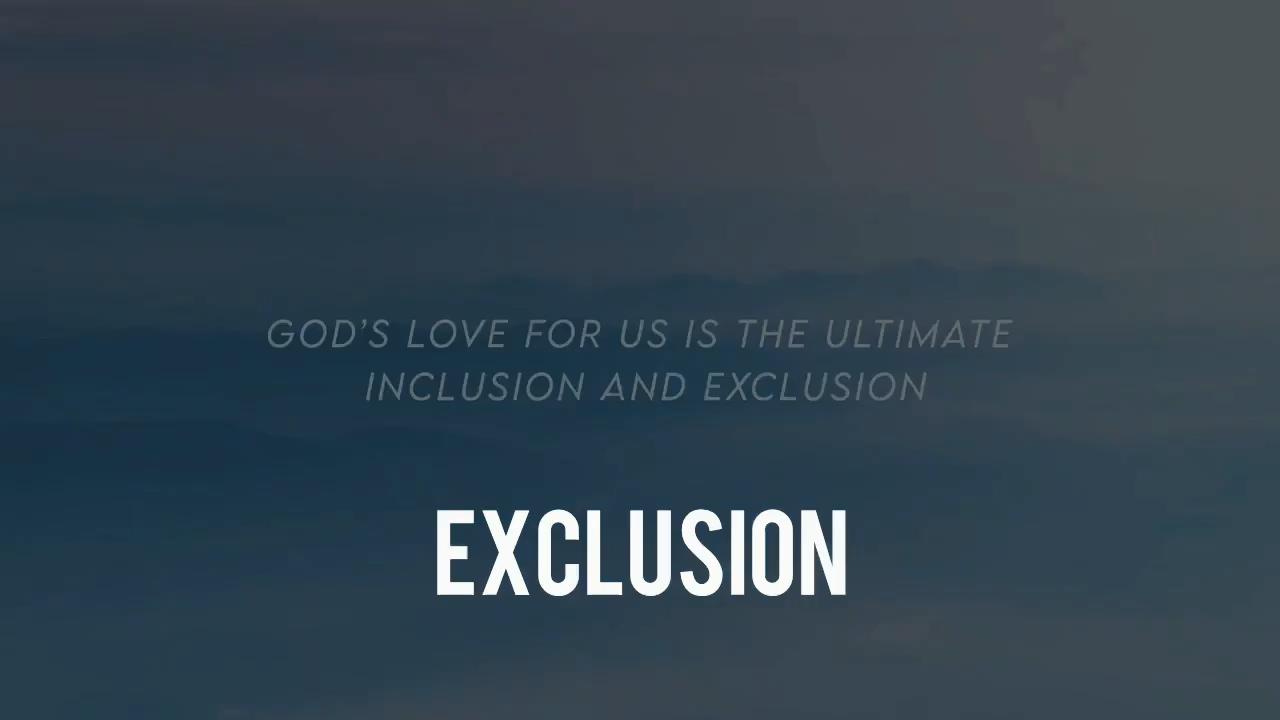 GOD’S LOVE FOR US IS THE ULTIMATE
INCLUSION AND EXCLUSION
EXCLUSION